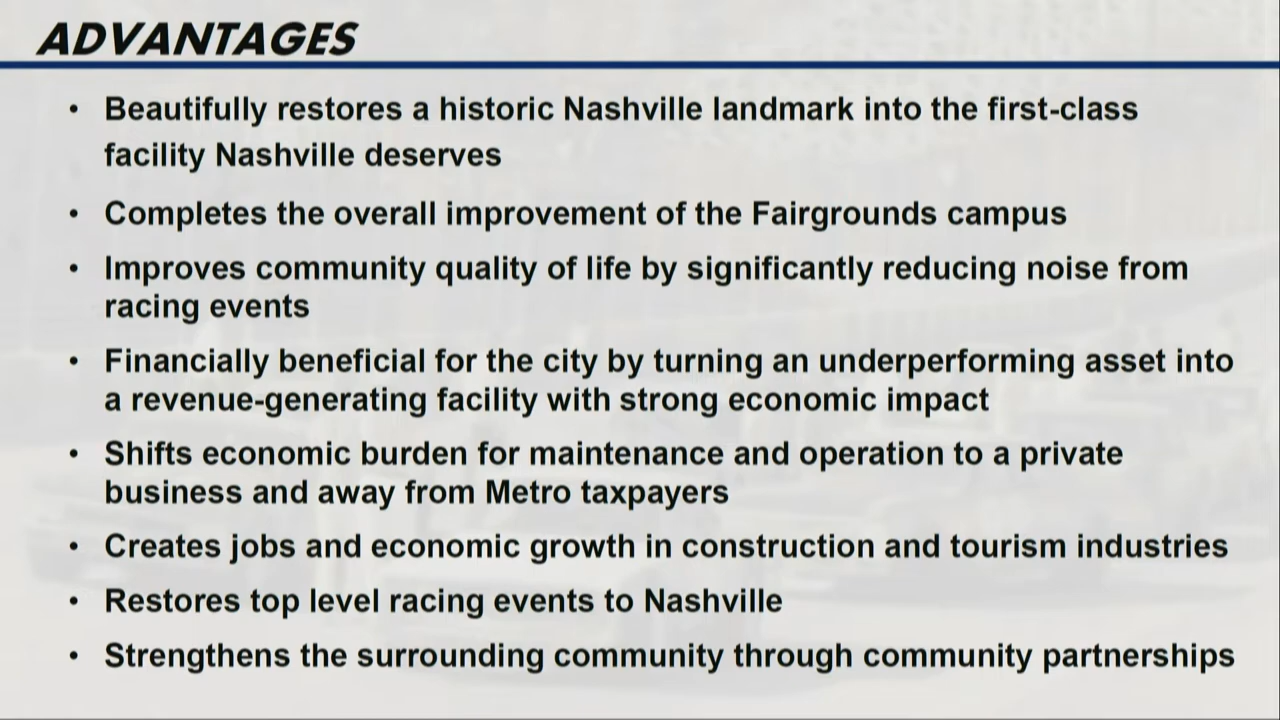 ADVANTAGES
• Beautifully restores a historic Nashville landmark into the first-class
facility Nashville deserves
• Completes the overall improvement of the Fairgrounds campus
• Improves community quality of life by significantly reducing noise from
racing events
• Financially beneficial for the city by turning an underperforming asset into
a revenue-generating facility with strong economic impact
• Shifts economic burden for maintenance and operation to a private
business and away from Metro taxpayers
• Creates jobs and economic growth in construction and tourism industries
• Restores top level racing events to Nashville
• Strengthens the surrounding community through community partnerships